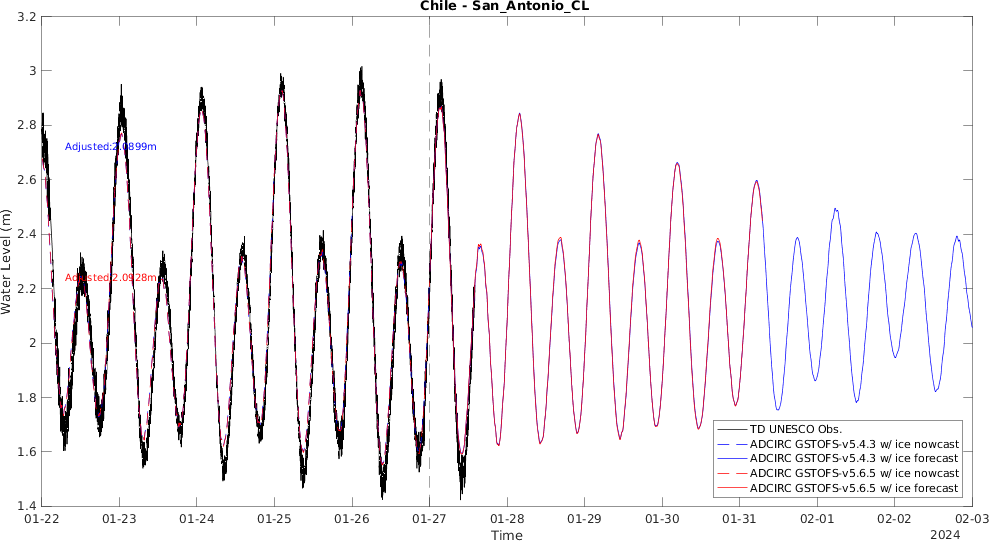 Chile - San_Antonio_CL
3.2
3
2.8
2.6
2.4
2.2
2
1.8
1.6
1.4
Water Level (m)
Adjusted:2.0899m
Adjusted:2.0928m
TD UNESCO Obs.
ADCIRC GSTOFS-v5.4.3 w/ ice nowcast
ADCIRC GSTOFS-v5.4.3 w/ ice forecast
ADCIRC GSTOFS-v5.6.5 w/ ice nowcast
ADCIRC GSTOFS-v5.6.5 w/ ice forecast
01-22 01-23 01-24 01-25 01-26 01-27 01-28 01-29 01-30 01-31 02-01 02-02 02-03
Time
2024